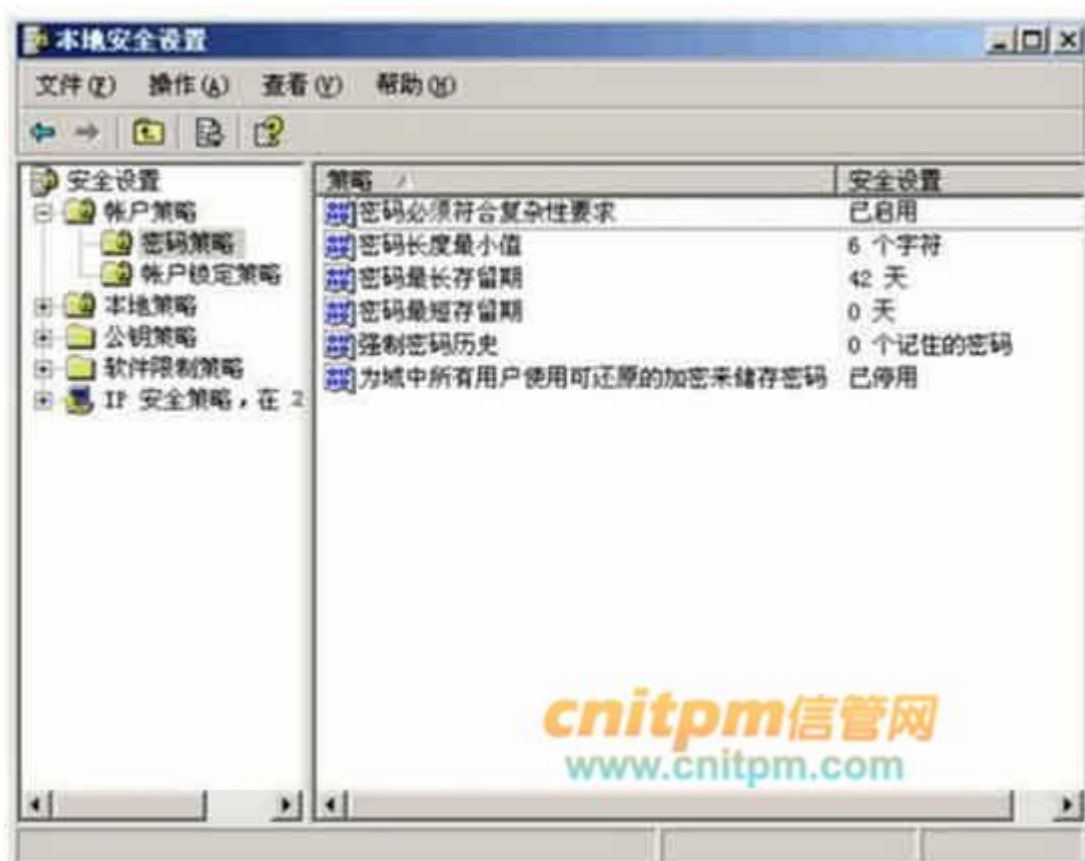 本地安全设置
文件(F) 操作(A) 查看(V) 帮助(H)
安全设置
帐户策略
密码策略
帐户锁定策略
本地策略
公钥策略
软件限制策略
IP 安全策略，在 2
策略 安全设置
密码必须符合复杂性要求 已启用
密码长度最小值 6 个字符
密码最长存留期 42 天
密码最短存留期 0 天
强制密码历史 0 个记住的密码
为域中所有用户使用可还原的加密来储存密码 已停用
cnitpm信管网
www.cnitpm.com